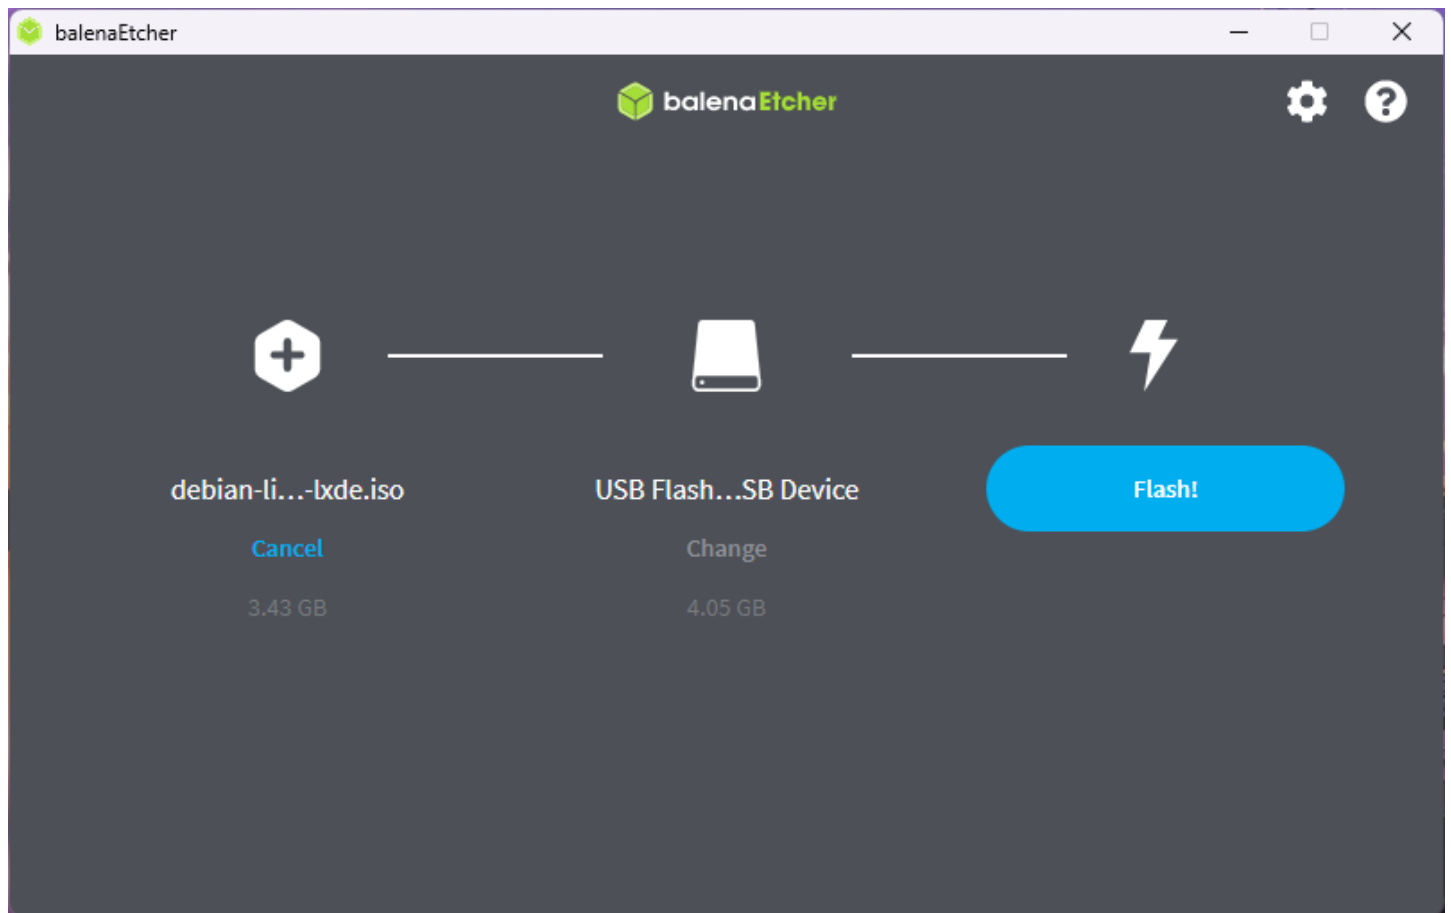 balenaEtcher
balenaEtcher
debian-li...-lxde.iso
USB Flash...SB Device
Flash!
Cancel
Change
3.43 GB
4.05 GB